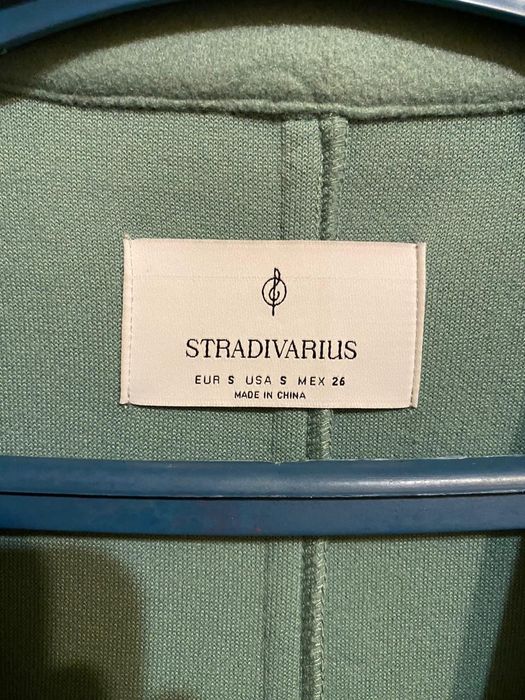 STRADIVARIUS
EUR S USA S MEX 26
MADE IN CHINA